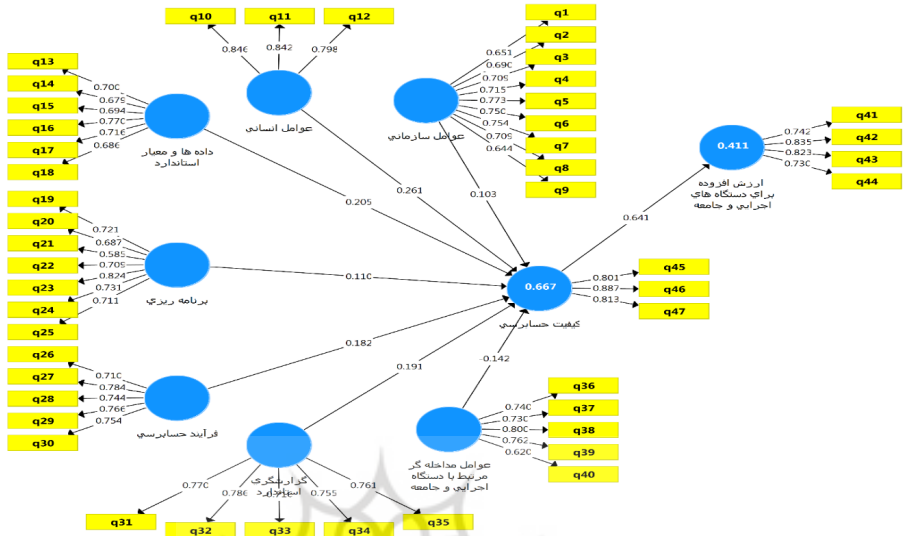 q10
q11
q12
0.846
0.842
0.798
عوامل انساني
q1
q2
q3
q4
q5
q6
q7
q8
q9
0.651
0.690
0.709
0.715
0.773
0.750
0.754
0.709
0.644
عوامل سازماني
q13
q14
q15
q16
q17
q18
0.700
0.679
0.694
0.770
0.716
0.686
داده ها و معيار
استاندارد
q41
q42
q43
q44
0.742
0.835
0.823
0.730
0.411
ارزش افزوده
براي دستگاه هاي
اجرايي و جامعه
0.261
0.205
0.103
0.641
q19
q20
q21
q22
q23
q24
q25
0.721
0.687
0.585
0.709
0.824
0.731
0.711
برنامه ريزي
0.110
0.667
كيفيت حسابرسي
q45
q46
q47
0.801
0.887
0.813
q26
q27
q28
q29
q30
0.710
0.784
0.744
0.766
0.754
فرآيند حسابرسي
0.182
0.191
-0.142
q36
q37
q38
q39
q40
0.740
0.730
0.800
0.762
0.620
عوامل مداخله گر
مرتبط با دستگاه
اجرايي و جامعه
گزارشگري
استاندارد
0.770
0.786
0.755
0.761
q31
q32
q33
q34
q35